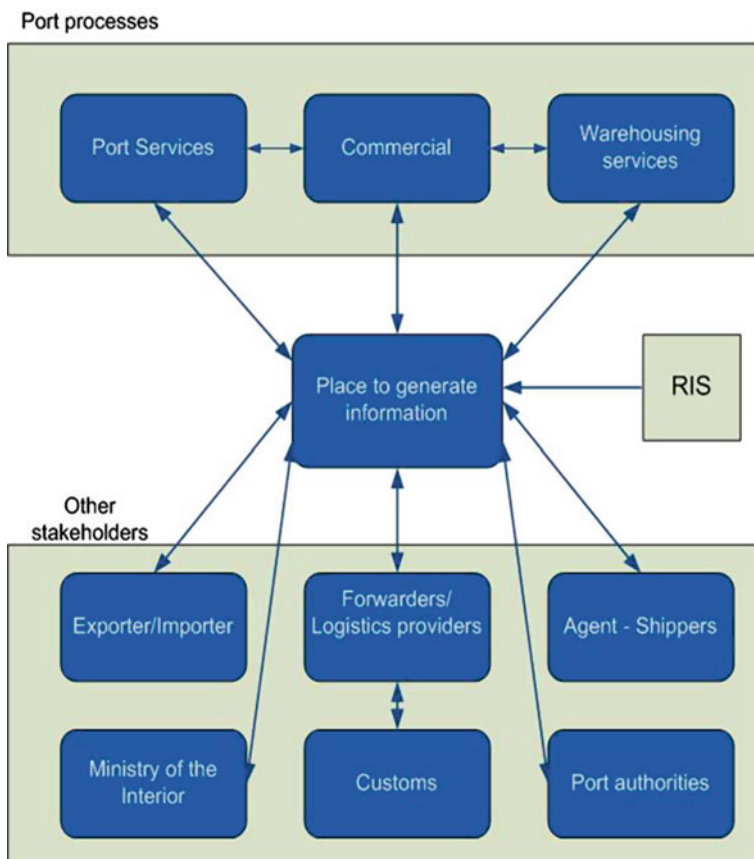 Port processes
Port Services
Commercial
Warehousing
services
Place to generate
information
RIS
Other
stakeholders
Exporter/Importer
Forwarders/
Logistics providers
Agent - Shippers
Ministry of the
Interior
Customs
Port authorities